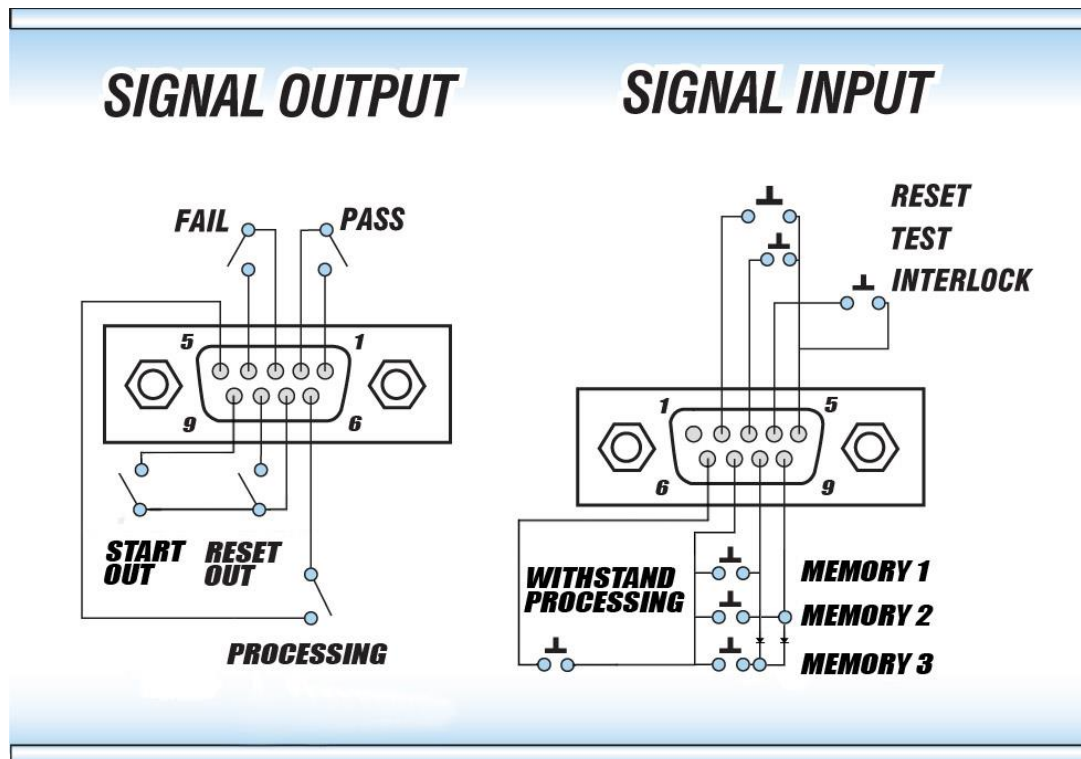 SIGNAL OUTPUT
SIGNAL INPUT
FAIL
PASS
5
1
9
6
START
OUT
RESET
OUT
PROCESSING
RESET
TEST
INTERLOCK
1
5
6
9
WITHSTAND
PROCESSING
MEMORY 1
MEMORY 2
MEMORY 3